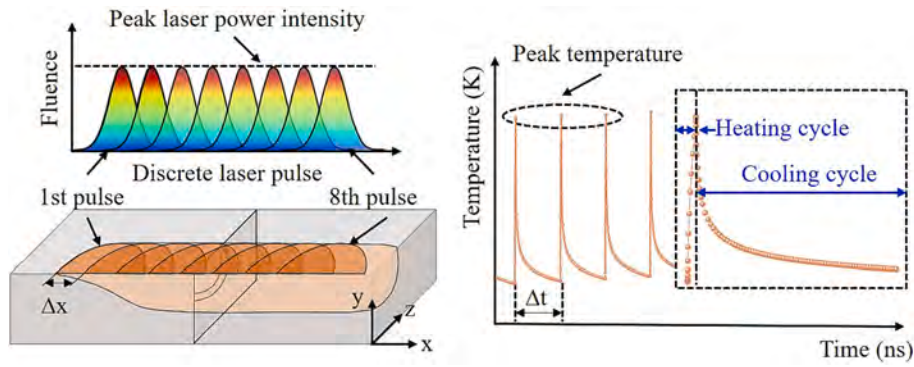 Peak laser power intensity
Fluence
Discrete laser pulse
1st pulse
8th pulse
Δx
y
z
x
Peak temperature
Temperature (K)
Heating cycle
Cooling cycle
Δt
Time (ns)